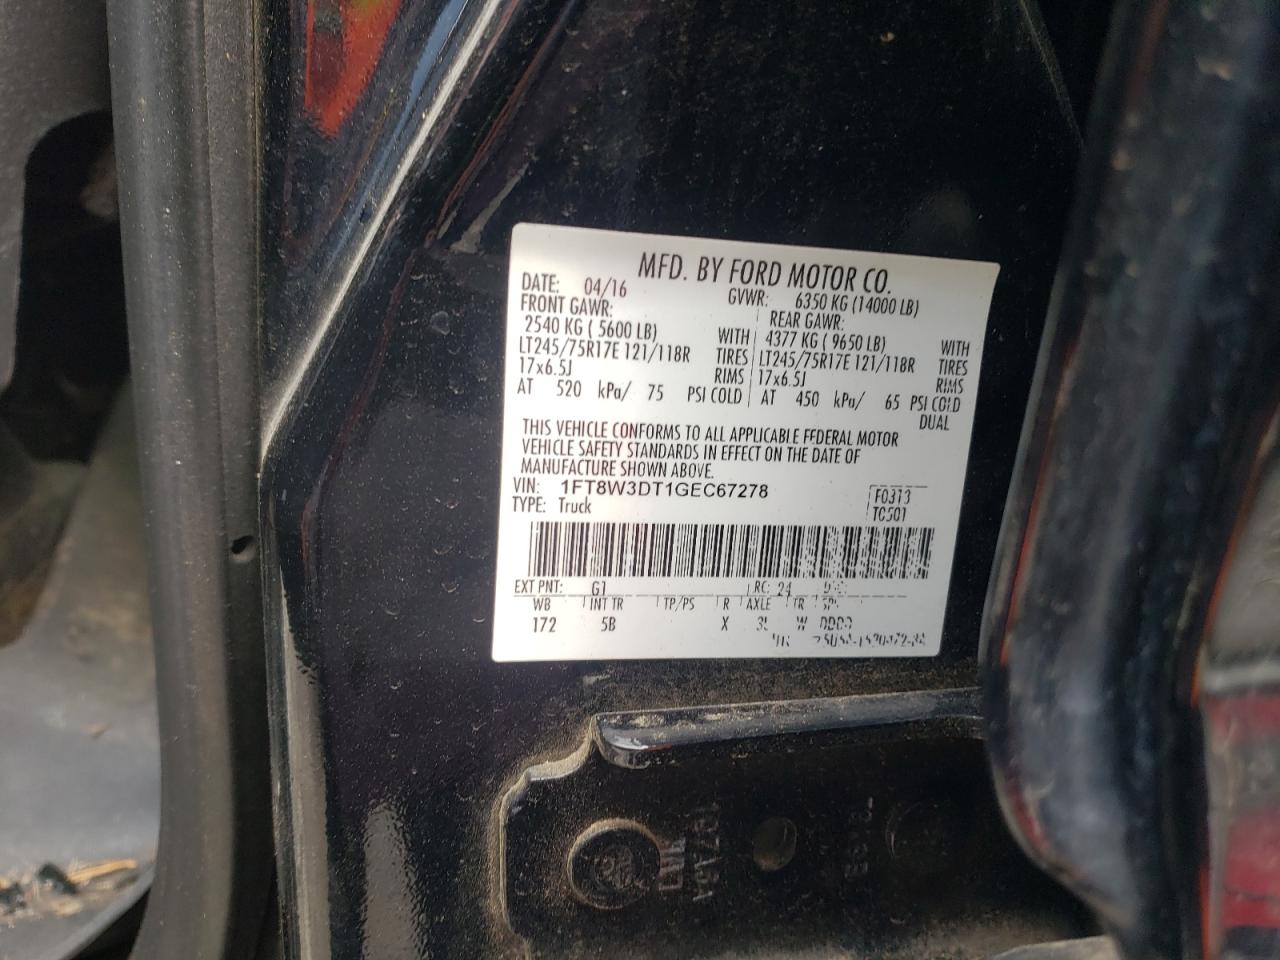 MFD. BY FORD MOTOR CO.
DATE: 04/16 GVWR: 6350 KG (14000 LB)
FRONT GAWR: REAR GAWR:
2540 KG ( 5600 LB) WITH 4377 KG ( 9650 LB) WITH
LT245/75R17E 121/118R TIRES LT245/75R17E 121/118R TIRES
17x6.5J RIMS 17x6.5J RIMS
AT 520 kPa/ 75 PSI COLD AT 450 kPa/ 65 PSI COLD
DUAL
THIS VEHICLE CONFORMS TO ALL APPLICABLE FEDERAL MOTOR
VEHICLE SAFETY STANDARDS IN EFFECT ON THE DATE OF
MANUFACTURE SHOWN ABOVE.
VIN: 1FT8W3DT1GEC67278 F0313
TYPE: Truck TC501
EXT PNT: G1 RC: 24
WB INT TR TP/PS R AXLE TR
172 5B X W